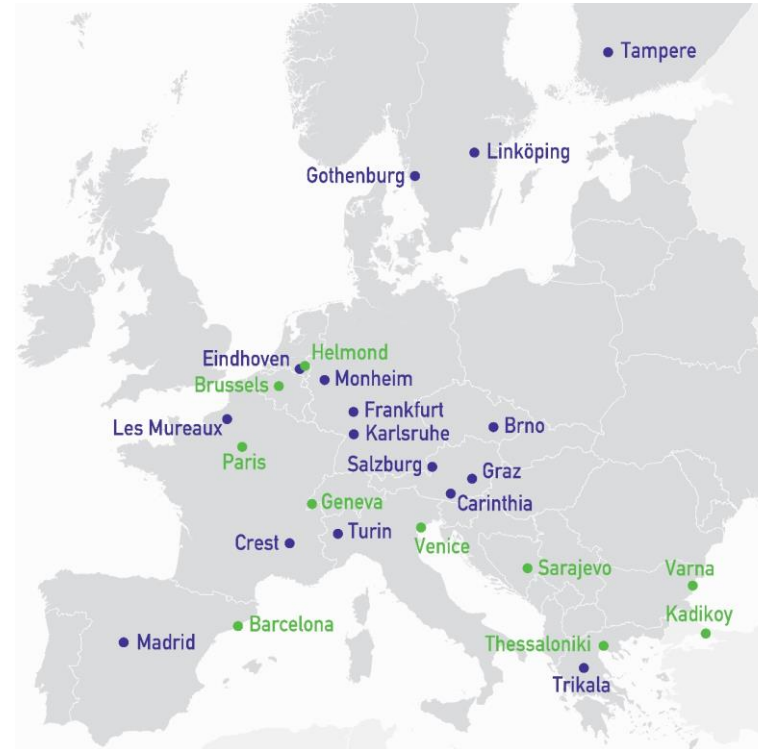 Tampere
Linköping
Gothenburg
Helmond
Eindhoven
Monheim
Brussels
Frankfurt
Les Mureaux
Brno
Karlsruhe
Paris
Salzburg
Graz
Carinthia
Geneva
Turin
Crest
Venice
Sarajevo
Varna
Kadikoy
Barcelona
Madrid
Thessaloniki
Trikala